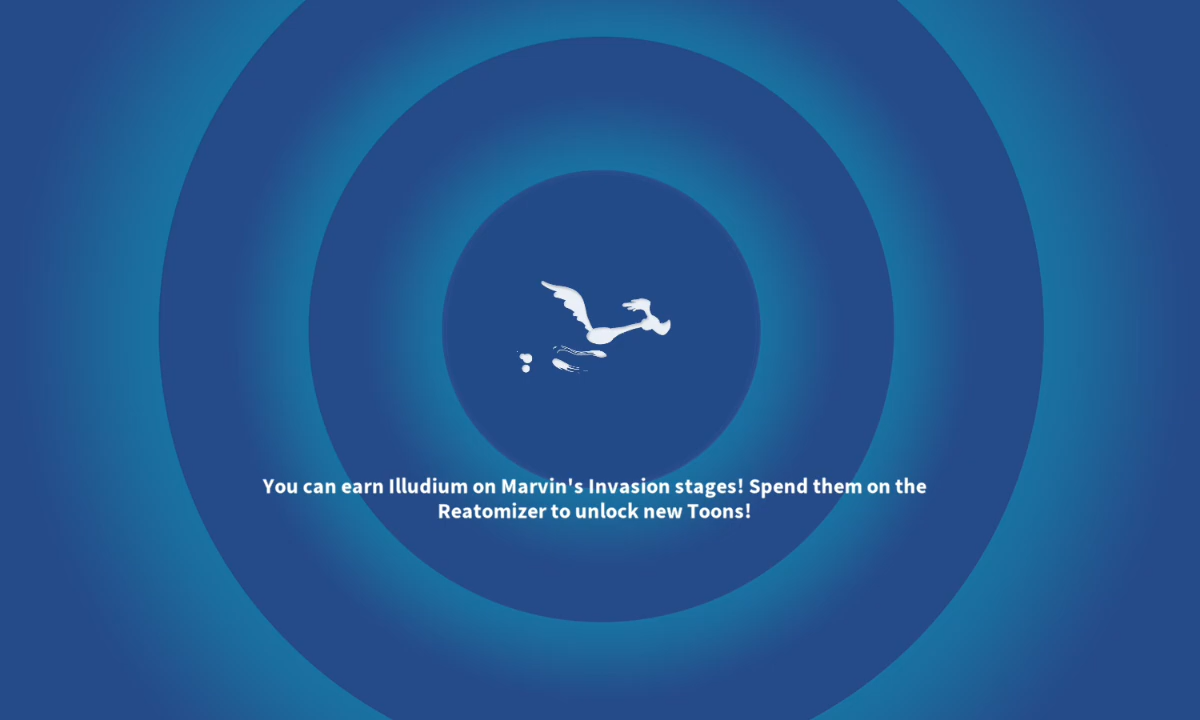 You can earn Illudium on Marvin's Invasion stages! Spend them on the
Reatomizer to unlock new Toons!